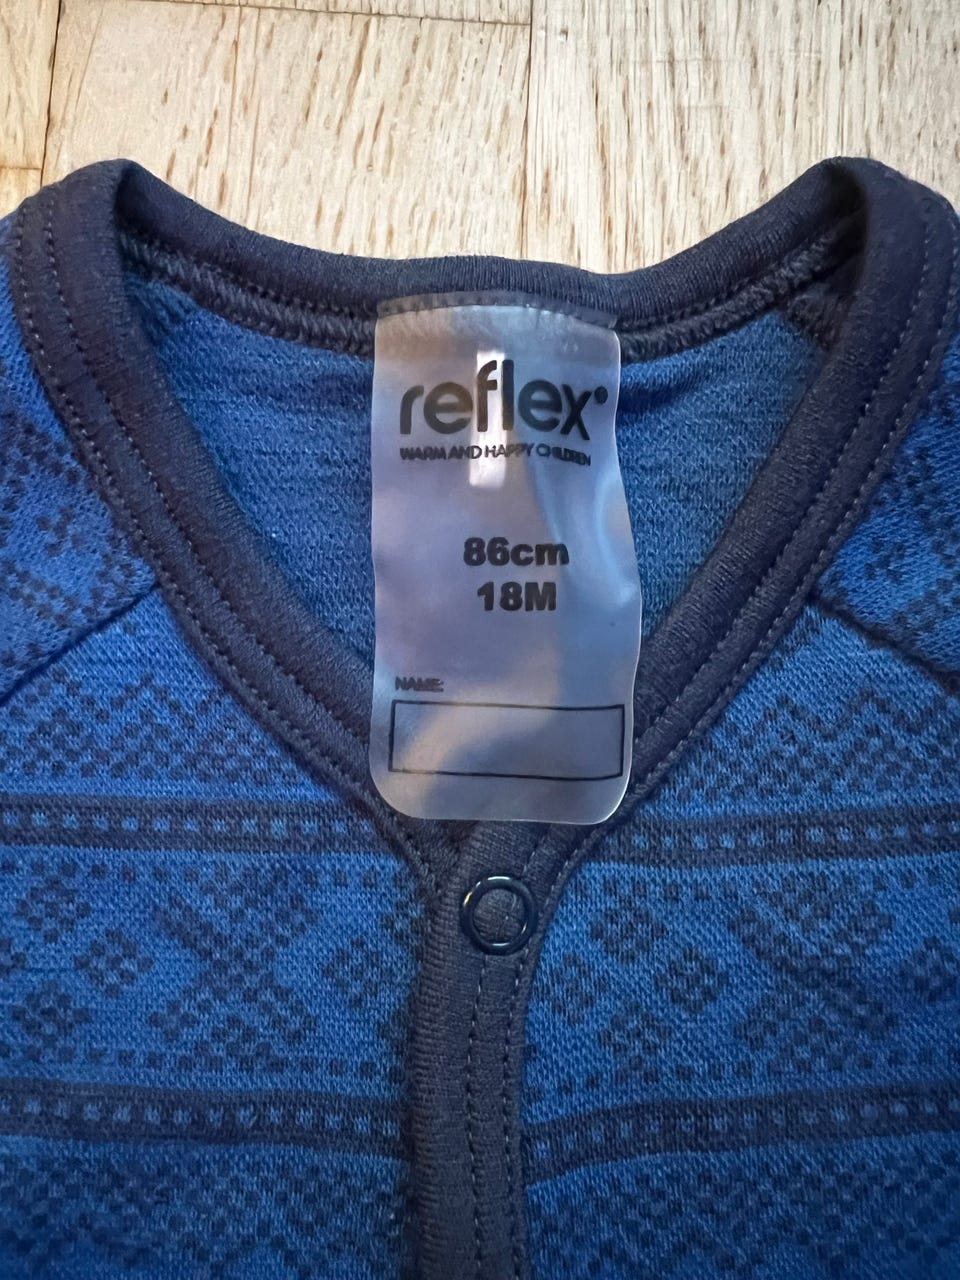 reflex®
WARM AND HAPPY CHILDREN
86cm
18M
NAME: